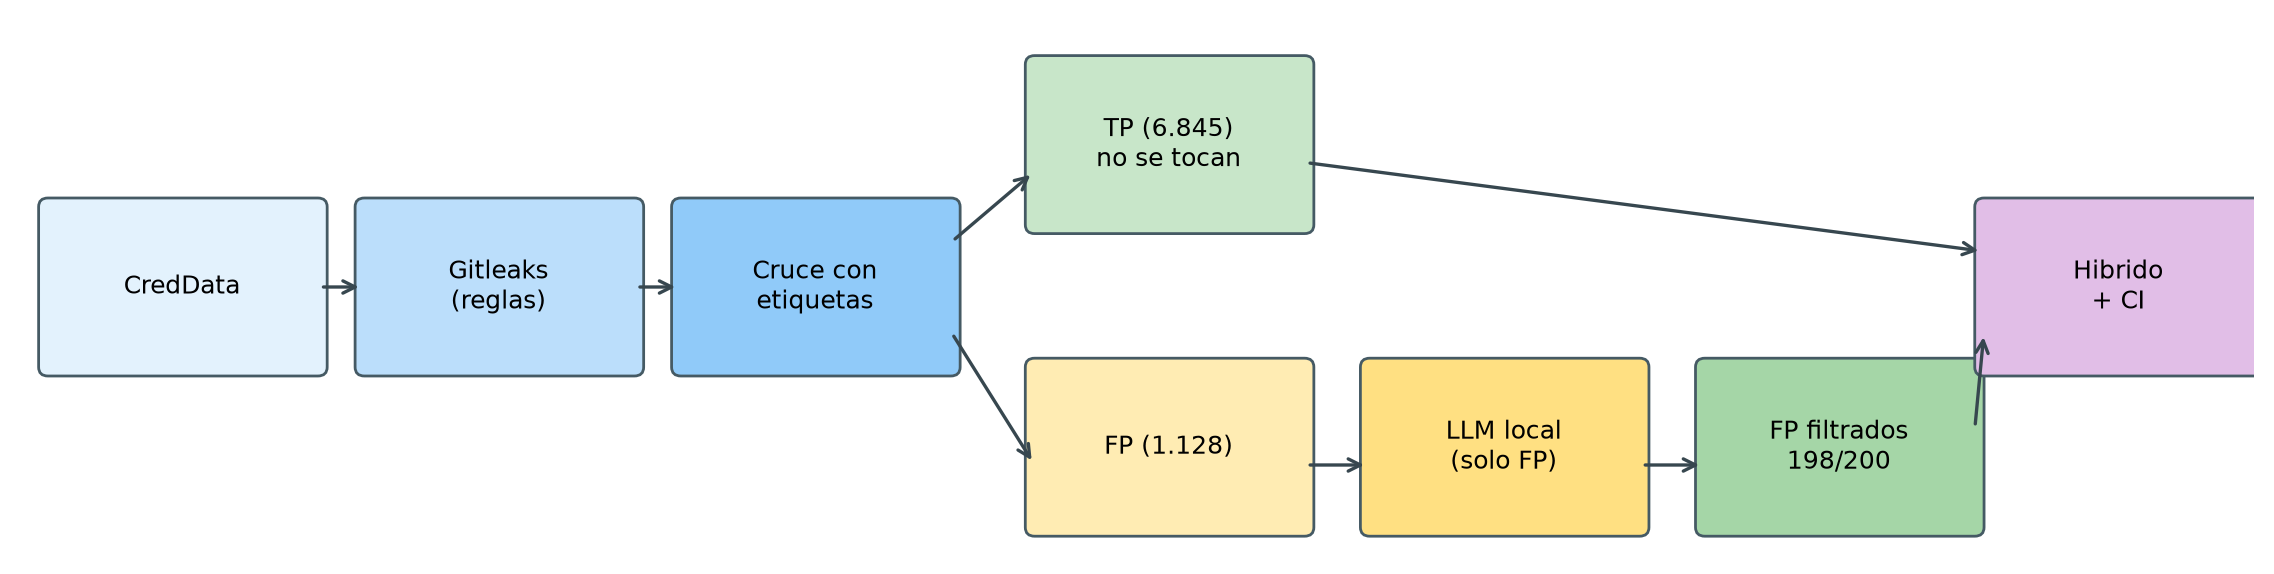 CredData
Gitleaks
(reglas)
Cruce con
etiquetas
TP (6.845)
no se tocan
FP (1.128)
LLM local
(solo FP)
FP filtrados
198/200
Hibrido
+ CI